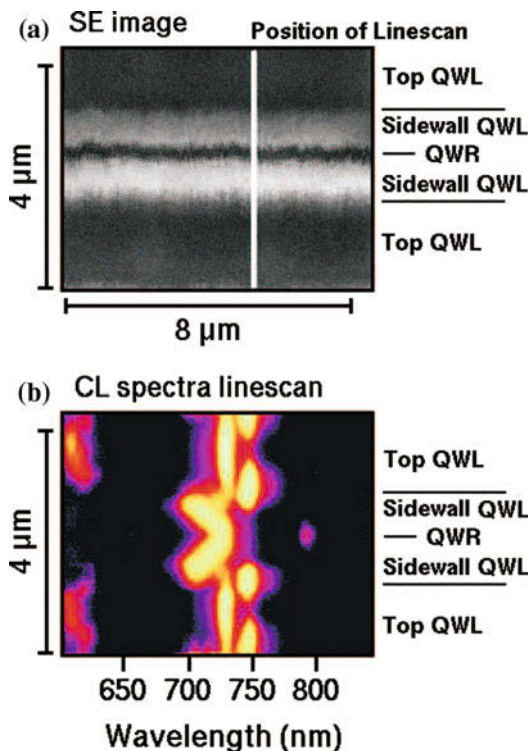 (a) SE image
Position of Linescan
Top QWL
Sidewall QWL
QWR
Sidewall QWL
Top QWL
4 μm
8 μm
(b) CL spectra linescan
Top QWL
Sidewall QWL
QWR
Sidewall QWL
Top QWL
4 μm
650 700 750 800
Wavelength (nm)